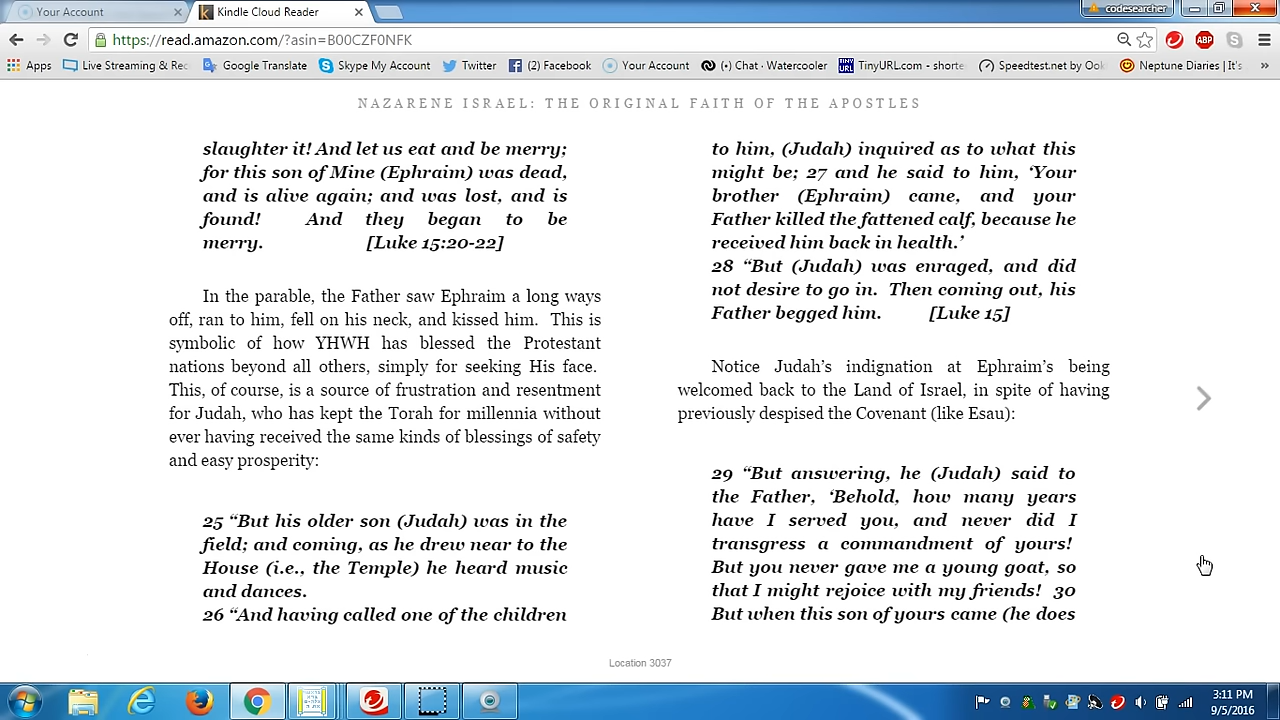 Your Account
Kindle Cloud Reader
codesearcher
https://read.amazon.com/?asin=B00CZF0NFK
Apps
Live Streaming & Rec
Google Translate
Skype My Account
Twitter
(2) Facebook
Your Account
(•) Chat · Watercooler
TinyURL.com - shorte
Speedtest.net by Ook
Neptune Diaries | It's
NAZARENE ISRAEL: THE ORIGINAL FAITH OF THE APOSTLES
slaughter it! And let us eat and be merry;
for this son of Mine (Ephraim) was dead,
and is alive again; and was lost, and is
found! And they began to be
merry. [Luke 15:20-22]
In the parable, the Father saw Ephraim a long ways
off, ran to him, fell on his neck, and kissed him. This is
symbolic of how YHWH has blessed the Protestant
nations beyond all others, simply for seeking His face.
This, of course, is a source of frustration and resentment
for Judah, who has kept the Torah for millennia without
ever having received the same kinds of blessings of safety
and easy prosperity:
25 “But his older son (Judah) was in the
field; and coming, as he drew near to the
House (i.e., the Temple) he heard music
and dances.
26 “And having called one of the children
to him, (Judah) inquired as to what this
might be; 27 and he said to him, ‘Your
brother (Ephraim) came, and your
Father killed the fattened calf, because he
received him back in health.’
28 “But (Judah) was enraged, and did
not desire to go in. Then coming out, his
Father begged him. [Luke 15]
Notice Judah’s indignation at Ephraim’s being
welcomed back to the Land of Israel, in spite of having
previously despised the Covenant (like Esau):
29 “But answering, he (Judah) said to
the Father, ‘Behold, how many years
have I served you, and never did I
transgress a commandment of yours!
But you never gave me a young goat, so
that I might rejoice with my friends! 30
But when this son of yours came (he does
Location 3037
3:11 PM
9/5/2016